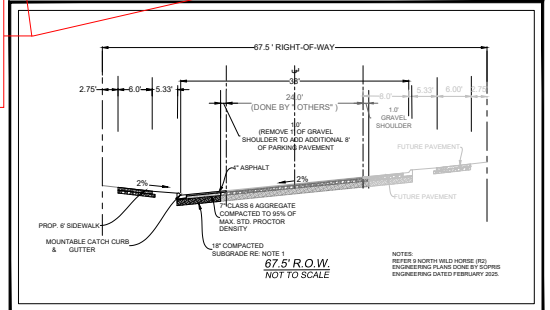 67.5 ' RIGHT-OF-WAY
38'
2.75'
6.0'
5.33'
24.0'
(DONE BY "OTHERS" )
8.0'
5.33'
6.00'
2.75'
1.0'
GRAVEL
SHOULDER
1.0'
(REMOVE 1' OF GRAVEL
SHOULDER TO ADD ADDITIONAL 8'
OF PARKING PAVEMENT)
FUTURE PAVEMENT
4" ASPHALT
2%
2%
FUTURE PAVEMENT
PROP. 6' SIDEWALK
7" CLASS 6 AGGREGATE
COMPACTED TO 95% OF
MAX. STD. PROCTOR
DENSITY
MOUNTABLE CATCH CURB
& GUTTER
18" COMPACTED
SUBGRADE RE: NOTE 1
67.5' R.O.W.
NOT TO SCALE
NOTES:
REFER 9 NORTH WILD HORSE (R2)
ENGINEERING PLANS DONE BY SOPRIS
ENGINEERING DATED FEBRUARY 2025.